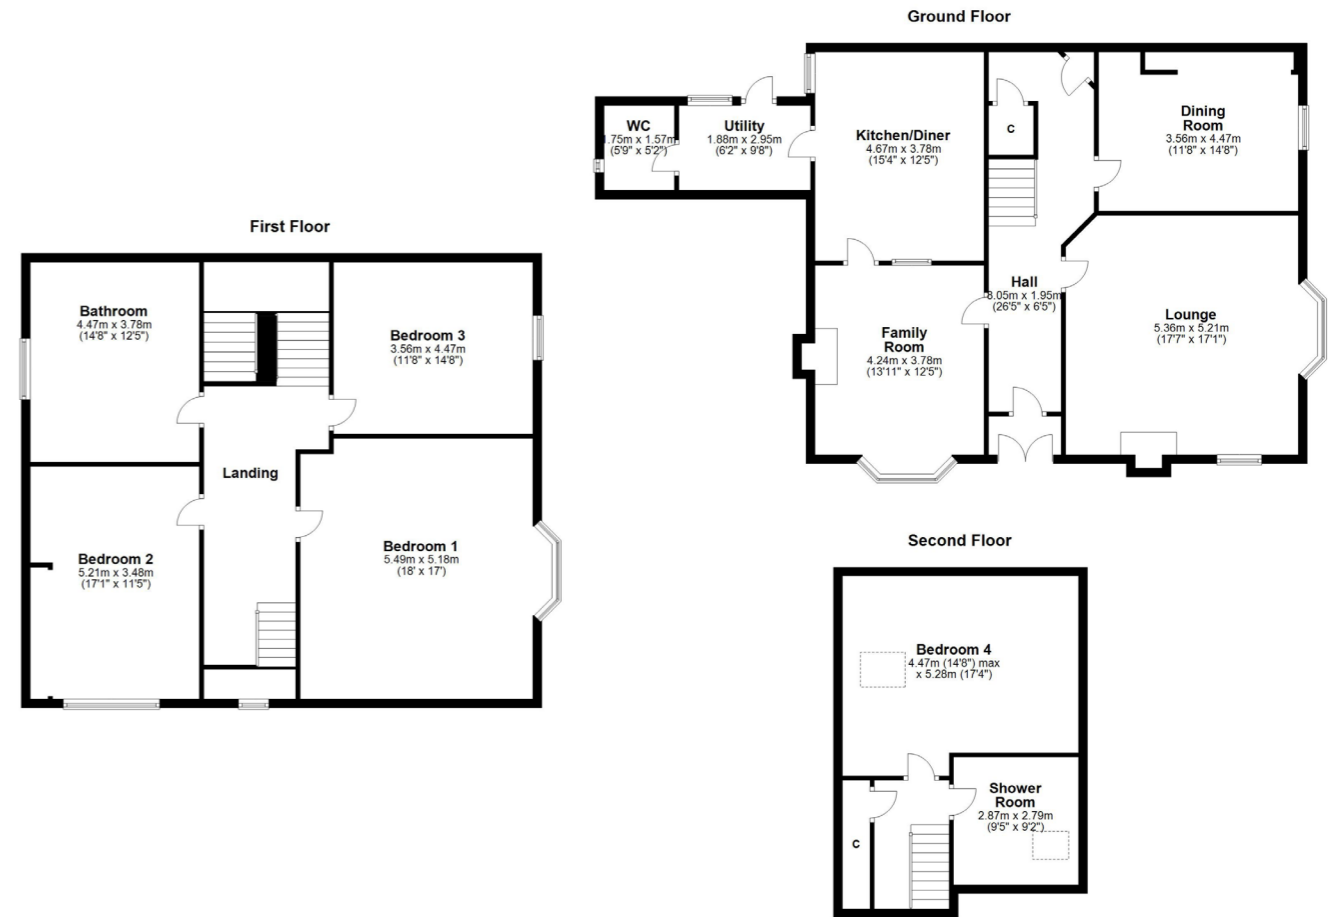 Ground Floor
WC
1.75m x 1.57m
(5'9" x 5'2")
Utility
1.88m x 2.95m
(6'2" x 9'8")
Kitchen/Diner
4.67m x 3.78m
(15'4" x 12'5")
C
Dining
Room
3.56m x 4.47m
(11'8" x 14'8")
Hall
8.05m x 1.95m
(26'5" x 6'5")
Family
Room
4.24m x 3.78m
(13'11" x 12'5")
Lounge
5.36m x 5.21m
(17'7" x 17'1")
First Floor
Bathroom
4.47m x 3.78m
(14'8" x 12'5")
Bedroom 3
3.56m x 4.47m
(11'8" x 14'8")
Landing
Bedroom 2
5.21m x 3.48m
(17'1" x 11'5")
Bedroom 1
5.49m x 5.18m
(18' x 17')
Second Floor
Bedroom 4
4.47m (14'8") max
x 5.28m (17'4")
Shower
Room
2.87m x 2.79m
(9'5" x 9'2")
C